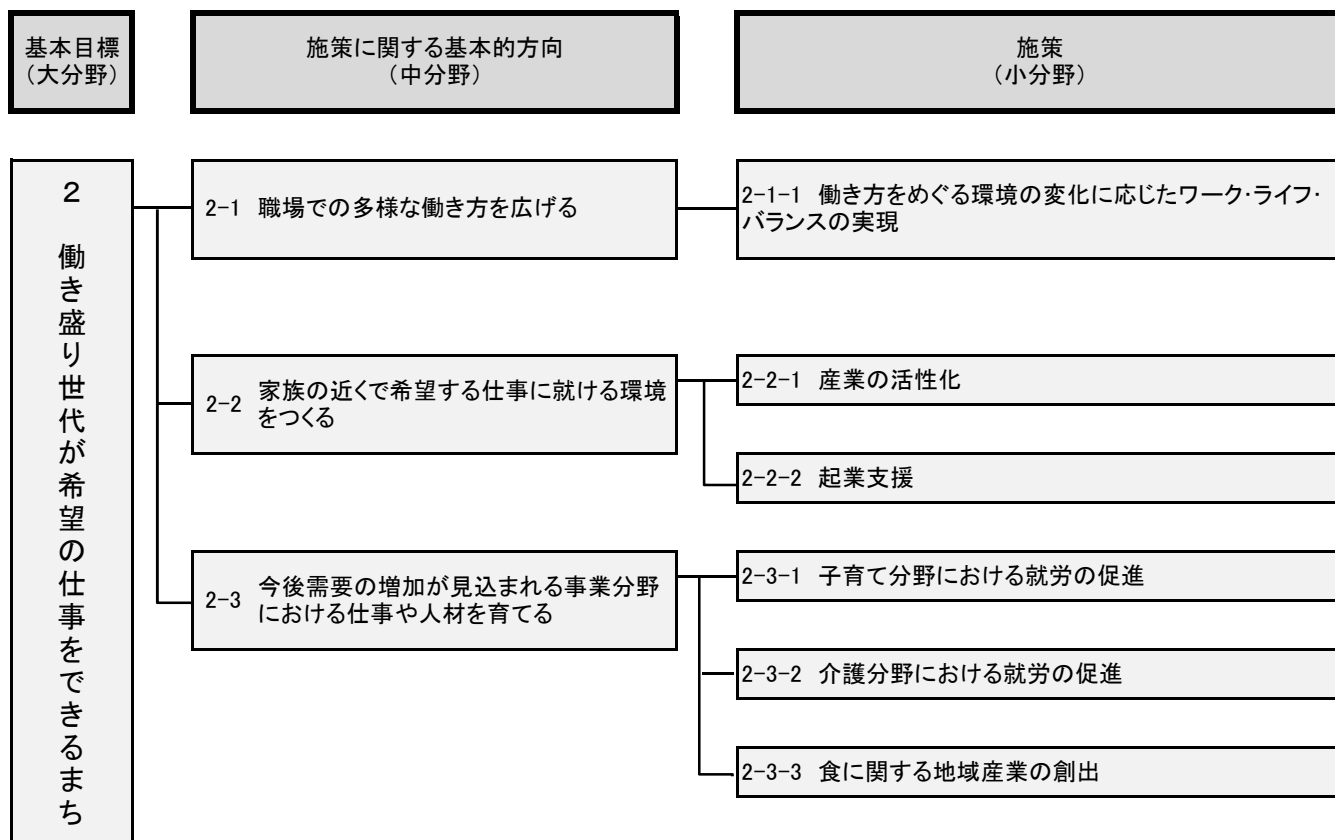 基本目標
（大分野）
施策に関する基本的方向
（中分野）
施策
（小分野）
２　働き盛り世代が希望の仕事をできるまち
2-1 職場での多様な働き方を広げる
2-1-1 働き方をめぐる環境の変化に応じたワーク･ライフ･
バランスの実現
2-2 家族の近くで希望する仕事に就ける環境
をつくる
2-2-1 産業の活性化
2-2-2 起業支援
2-3 今後需要の増加が見込まれる事業分野
における仕事や人材を育てる
2-3-1 子育て分野における就労の促進
2-3-2 介護分野における就労の促進
2-3-3 食に関する地域産業の創出